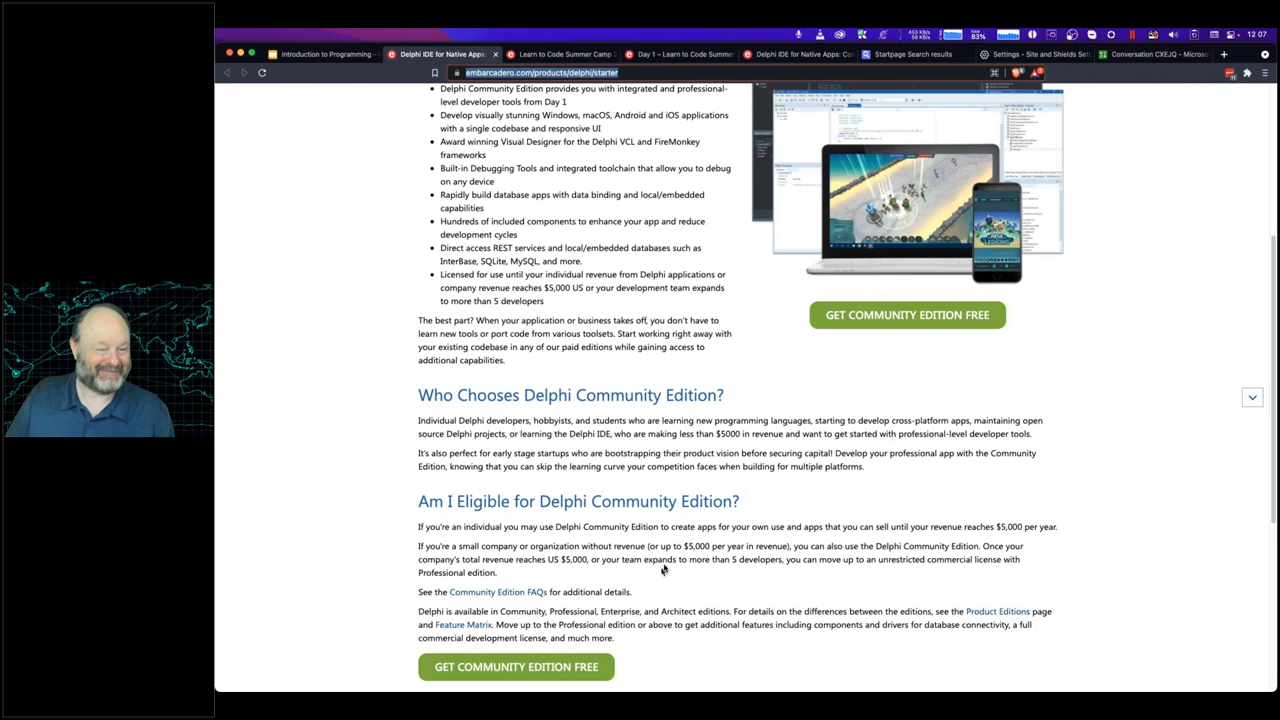 453 KB
56 KB
83%
12 07
Introduction to Programming -
Delphi IDE for Native Apps:
Learn to Code Summer Camp
Day 1 – Learn to Code Summe
Delphi IDE for Native Apps: Co
Startpage Search results
Settings - Site and Shields Set
Conversation CXEJQ - Micros
embarcadero.com/products/delphi/starter
Delphi Community Edition provides you with integrated and professional-
level developer tools from Day 1
Develop visually stunning Windows, macOS, Android and iOS applications
with a single codebase and responsive UI
Award winning Visual Designer for the Delphi VCL and FireMonkey
frameworks
Built-in Debugging Tools and integrated toolchain that allow you to debug
on any device
Rapidly build database apps with data binding and local/embedded
capabilities
Hundreds of included components to enhance your app and reduce
development cycles
Direct access REST services and local/embedded databases such as
InterBase, SQLite, MySQL, and more.
Licensed for use until your individual revenue from Delphi applications or
company revenue reaches $5,000 US or your development team expands
to more than 5 developers
GET COMMUNITY EDITION FREE
The best part? When your application or business takes off, you don't have to
learn new tools or port code from various toolsets. Start working right away with
your existing codebase in any of our paid editions while gaining access to
additional capabilities.
Who Chooses Delphi Community Edition?
Individual Delphi developers, hobbyists, and students who are learning new programming languages, starting to develop cross-platform apps, maintaining open
source Delphi projects, or learning the Delphi IDE, who are making less than $5000 in revenue and want to get started with professional-level developer tools.
It's also perfect for early stage startups who are bootstrapping their product vision before securing capital! Develop your professional app with the Community
Edition, knowing that you can skip the learning curve your competition faces when building for multiple platforms.
Am I Eligible for Delphi Community Edition?
If you're an individual you may use Delphi Community Edition to create apps for your own use and apps that you can sell until your revenue reaches $5,000 per year.
If you're a small company or organization without revenue (or up to $5,000 per year in revenue), you can also use the Delphi Community Edition. Once your
company's total revenue reaches US $5,000, or your team expands to more than 5 developers, you can move up to an unrestricted commercial license with
Professional edition.
See the Community Edition FAQs for additional details.
Delphi is available in Community, Professional, Enterprise, and Architect editions. For details on the differences between the editions, see the Product Editions page
and Feature Matrix. Move up to the Professional edition or above to get additional features including components and drivers for database connectivity, a full
commercial development license, and much more.
GET COMMUNITY EDITION FREE